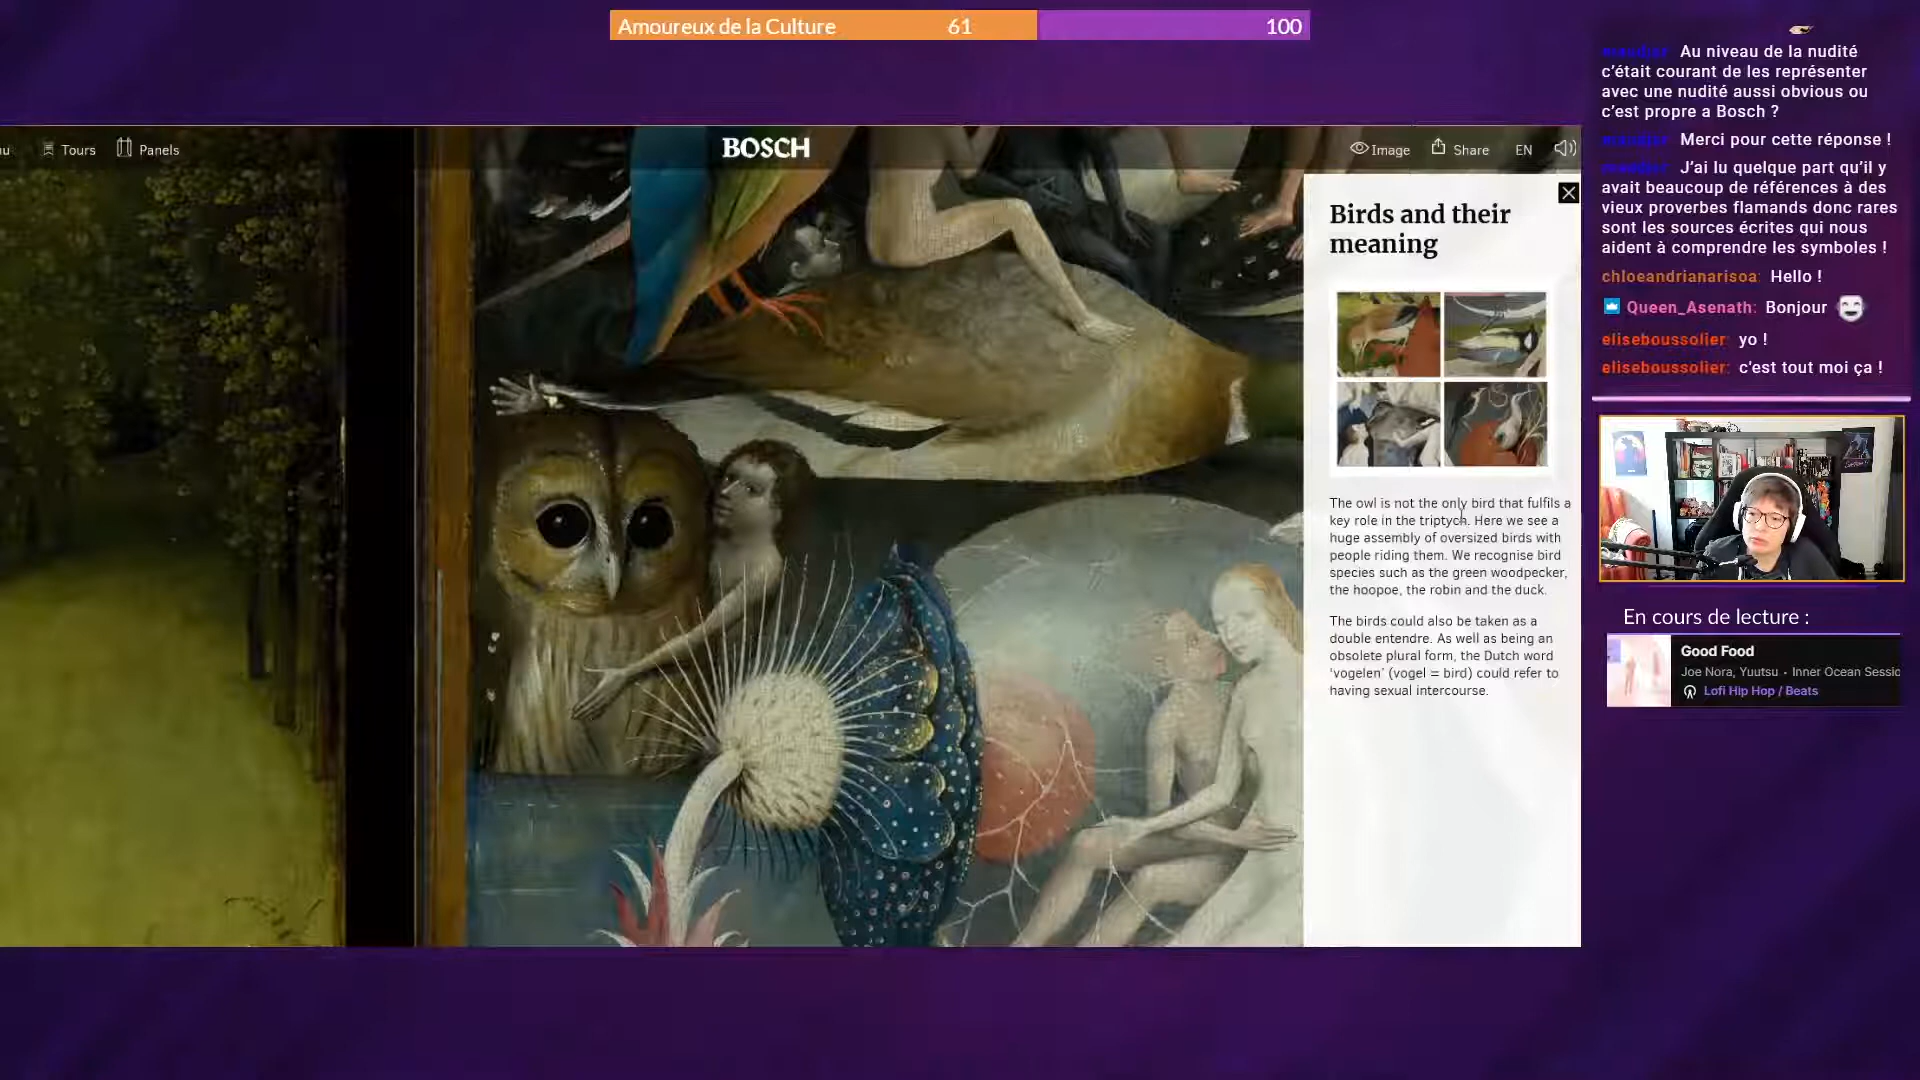 Amoureux de la Culture 61 100
Tours
Panels
BOSCH
Image
Share
EN
Birds and their
meaning
The owl is not the only bird that fulfils a
key role in the triptych. Here we see a
huge assembly of oversized birds with
people riding them. We recognise bird
species such as the green woodpecker,
the hoopoe, the robin and the duck.
The birds could also be taken as a
double entendre. As well as being an
obsolete plural form, the Dutch word
‘vogelen’ (vogel = bird) could refer to
having sexual intercourse.
Au niveau de la nudité
c’était courant de les représenter
avec une nudité aussi obvious ou
c’est propre a Bosch ?
Merci pour cette réponse !
J’ai lu quelque part qu’il y
avait beaucoup de références à des
vieux proverbes flamands donc rares
sont les sources écrites qui nous
aident à comprendre les symboles !
chloeandrianarisoa: Hello !
Queen_Asenath: Bonjour
eliseboussolier: yo !
eliseboussolier: c'est tout moi ça !
En cours de lecture :
Good Food
Joe Nora, Yuutsu • Inner Ocean Sessio
Lofi Hip Hop / Beats